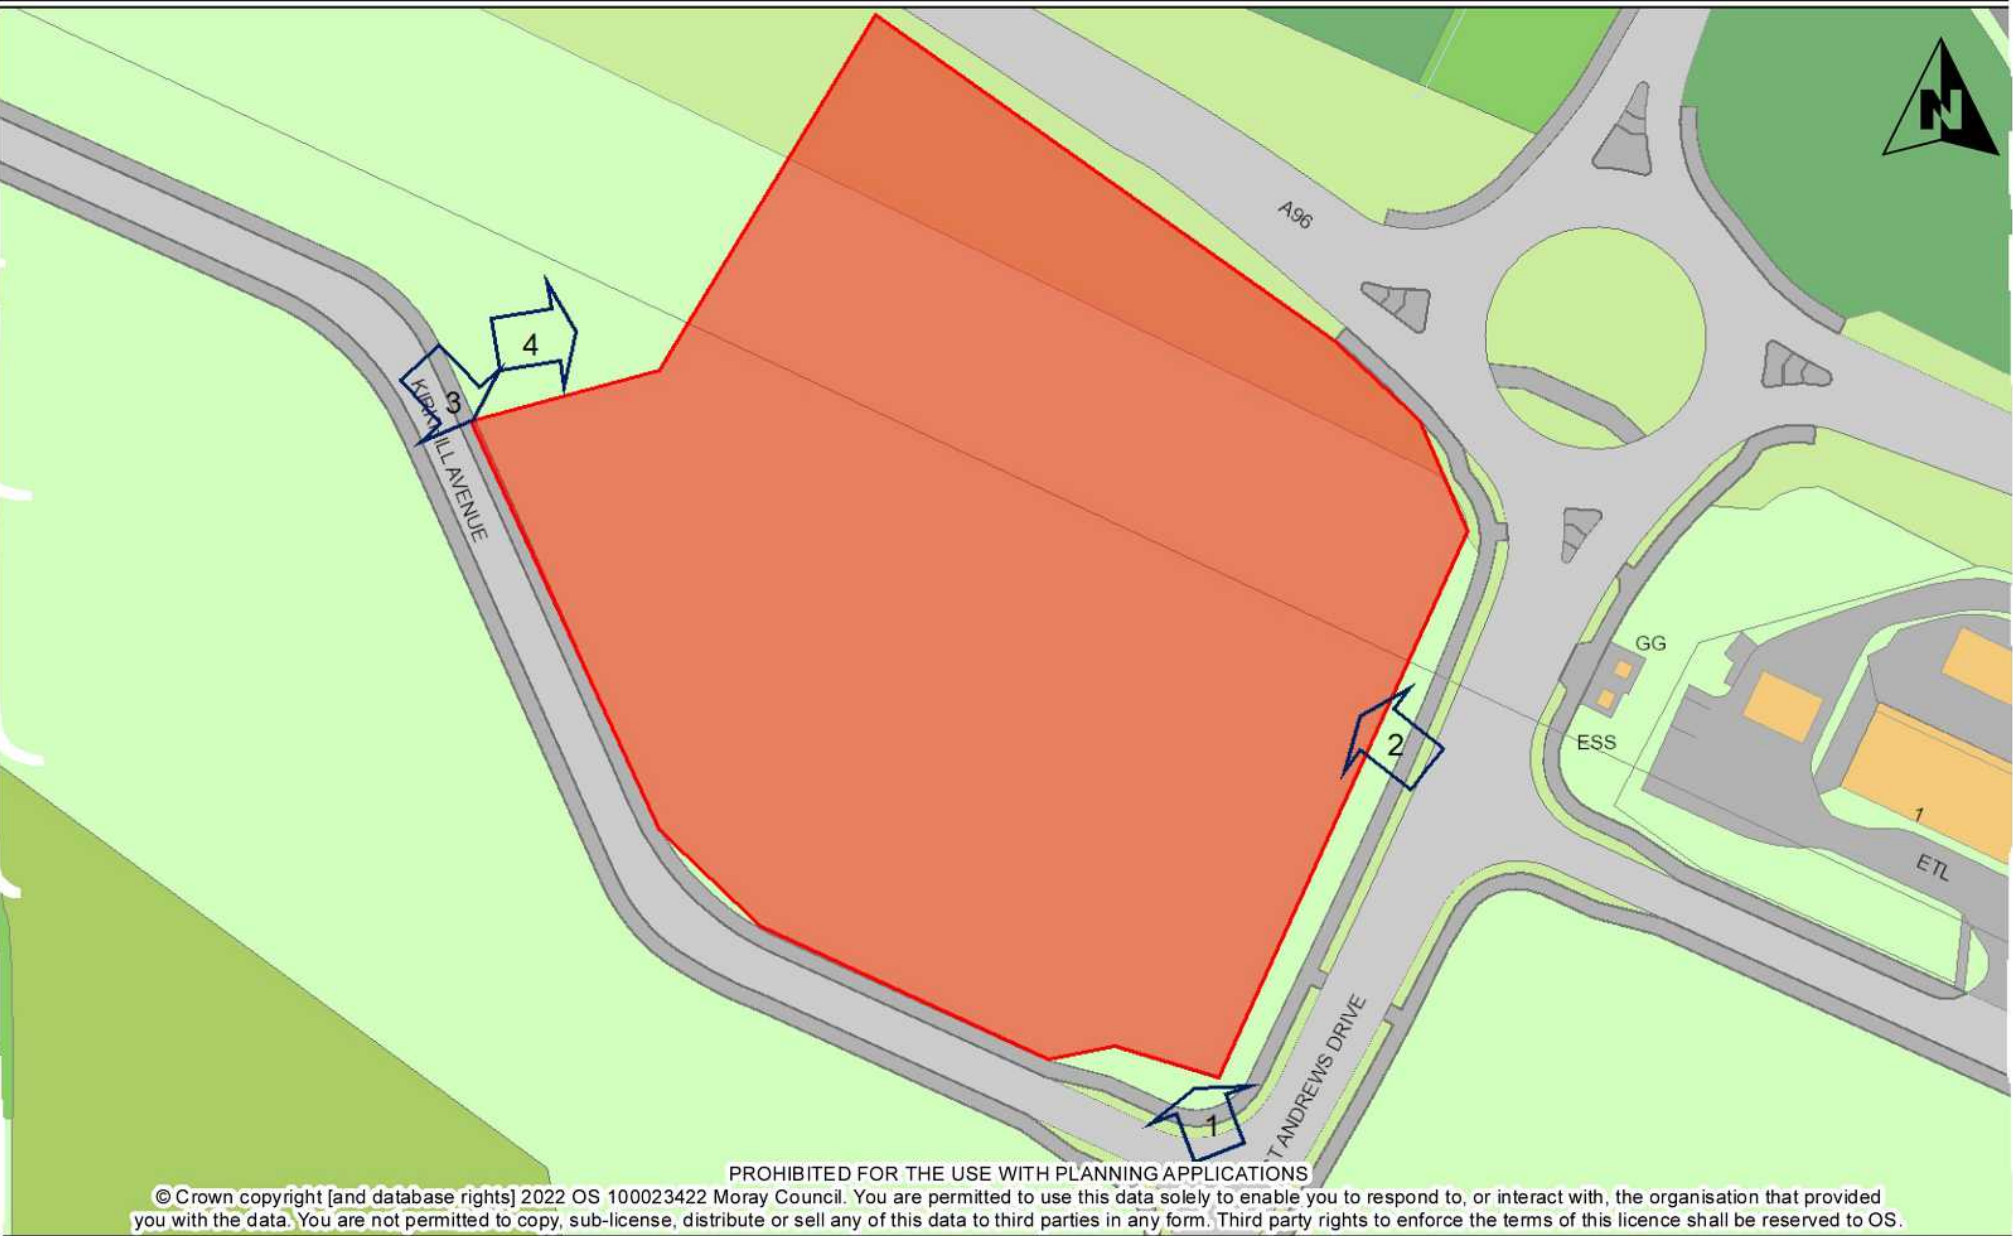 N
A96
4
3
KIRKHILL AVENUE
GG
2
ESS
1
ETL
1
ST ANDREWS DRIVE
PROHIBITED FOR THE USE WITH PLANNING APPLICATIONS
© Crown copyright [and database rights] 2022 OS 100023422 Moray Council. You are permitted to use this data solely to enable you to respond to, or interact with, the organisation that provided
you with the data. You are not permitted to copy, sub-license, distribute or sell any of this data to third parties in any form. Third party rights to enforce the terms of this licence shall be reserved to OS.